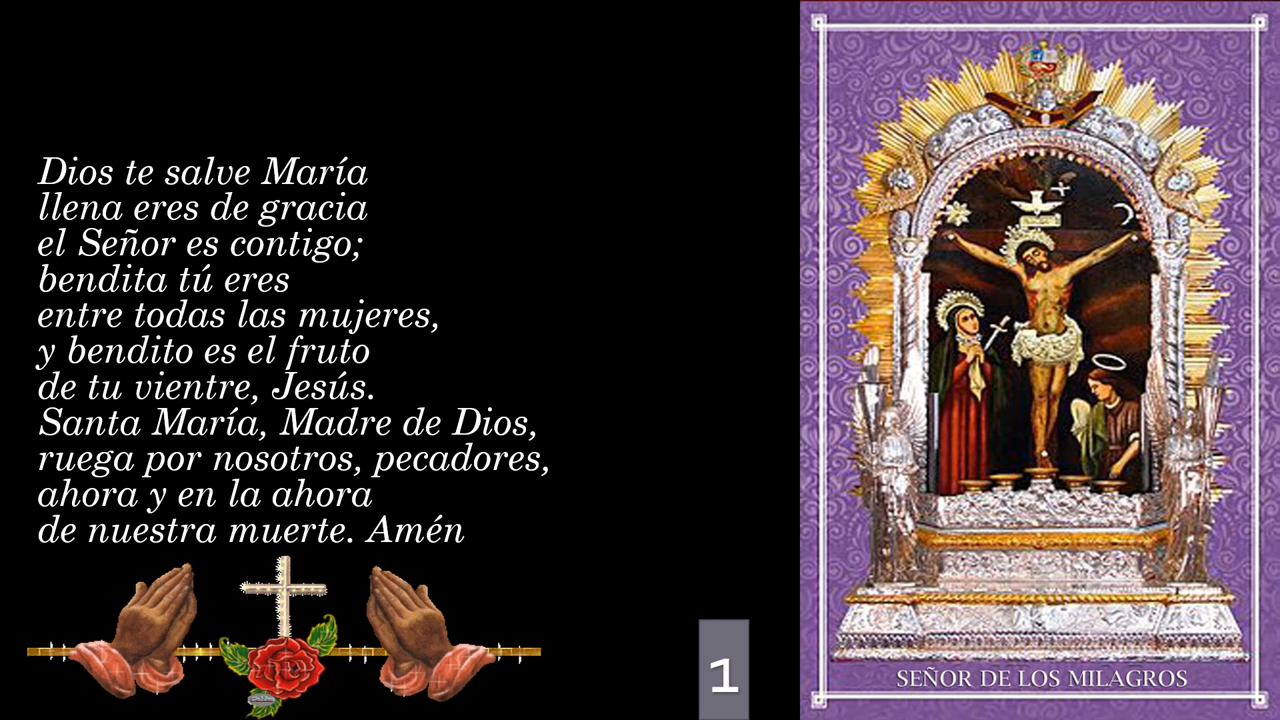 Dios te salve María
llena eres de gracia
el Señor es contigo;
bendita tú eres
entre todas las mujeres,
y bendito es el fruto
de tu vientre, Jesús.
Santa María, Madre de Dios,
ruega por nosotros, pecadores,
ahora y en la ahora
de nuestra muerte. Amén
1
SEÑOR DE LOS MILAGROS